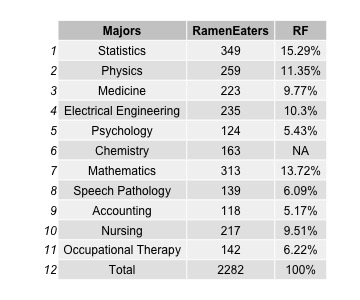 Majors RamenEaters RF
1 Statistics 349 15.29%
2 Physics 259 11.35%
3 Medicine 223 9.77%
4 Electrical Engineering 235 10.3%
5 Psychology 124 5.43%
6 Chemistry 163 NA
7 Mathematics 313 13.72%
8 Speech Pathology 139 6.09%
9 Accounting 118 5.17%
10 Nursing 217 9.51%
11 Occupational Therapy 142 6.22%
12 Total 2282 100%